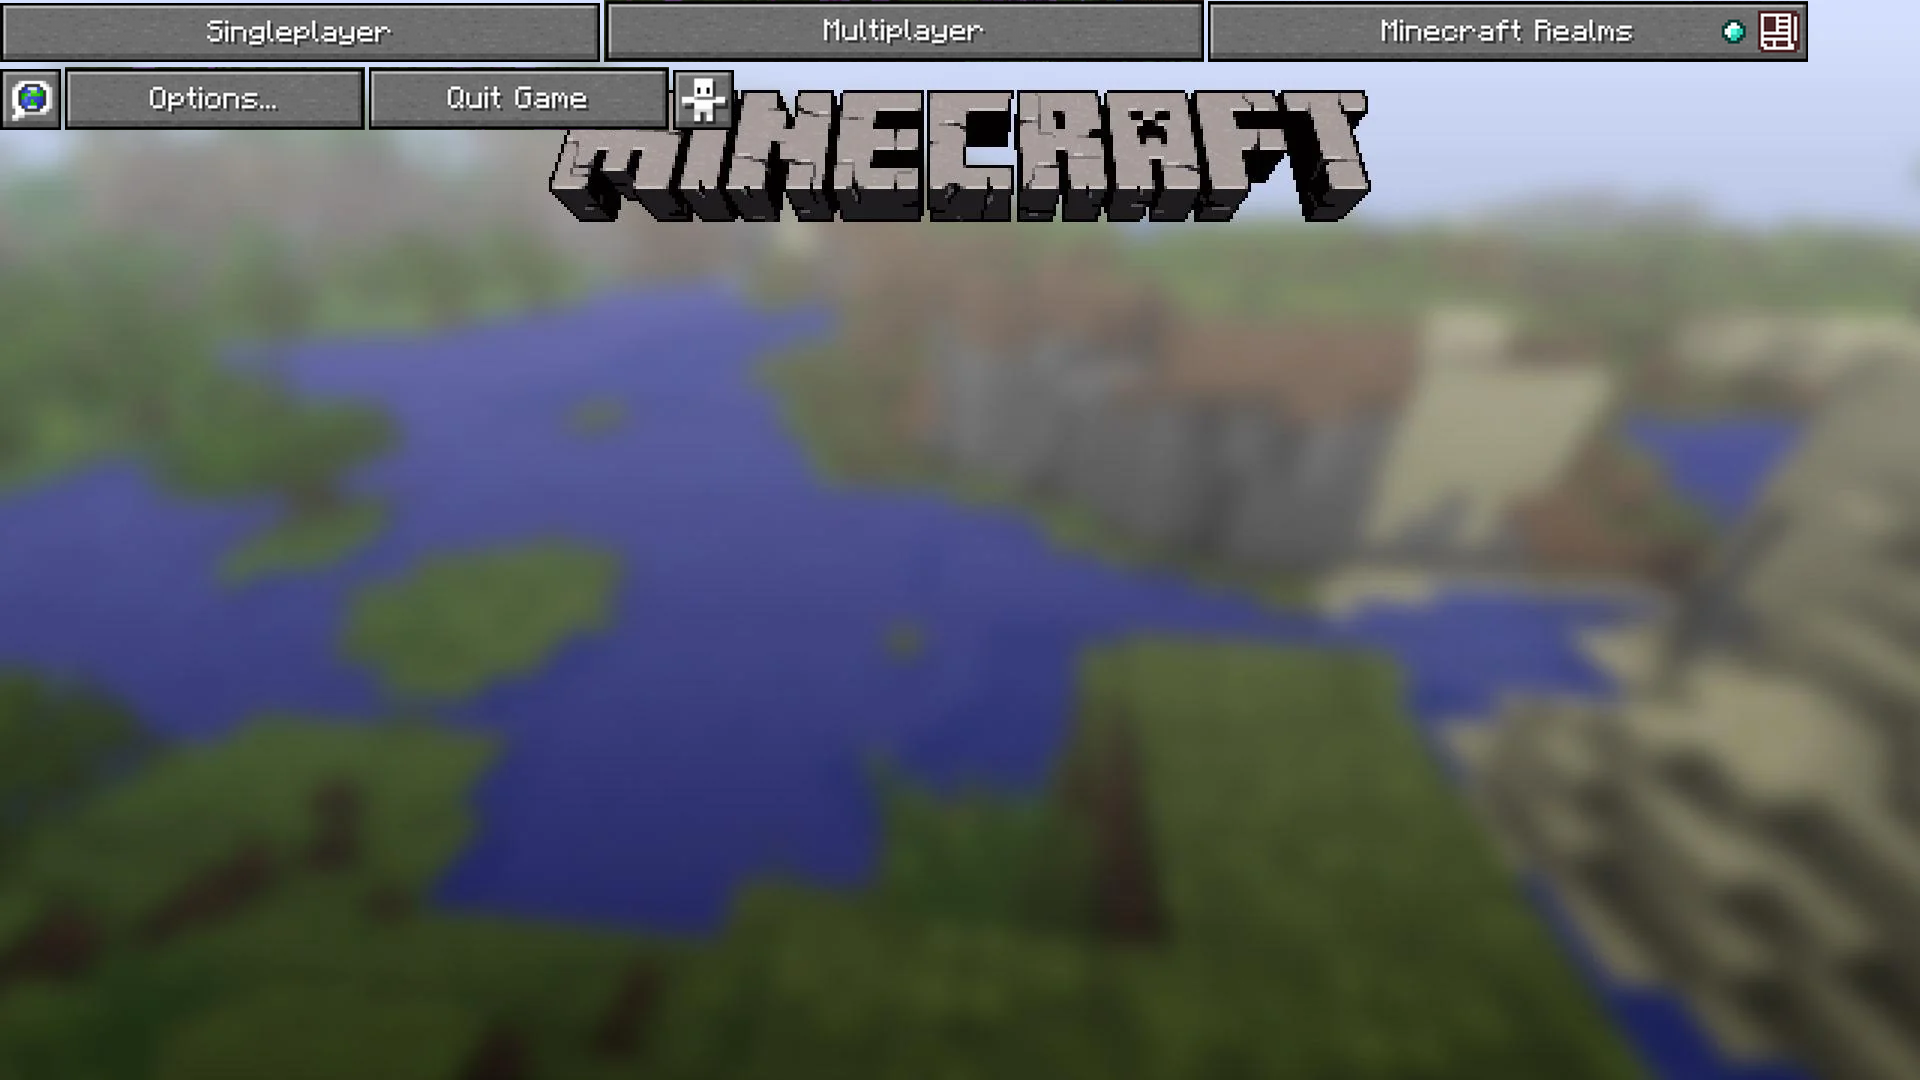 Singleplayer
Multiplayer
Minecraft Realms
Options...
Quit Game
MINECRAFT